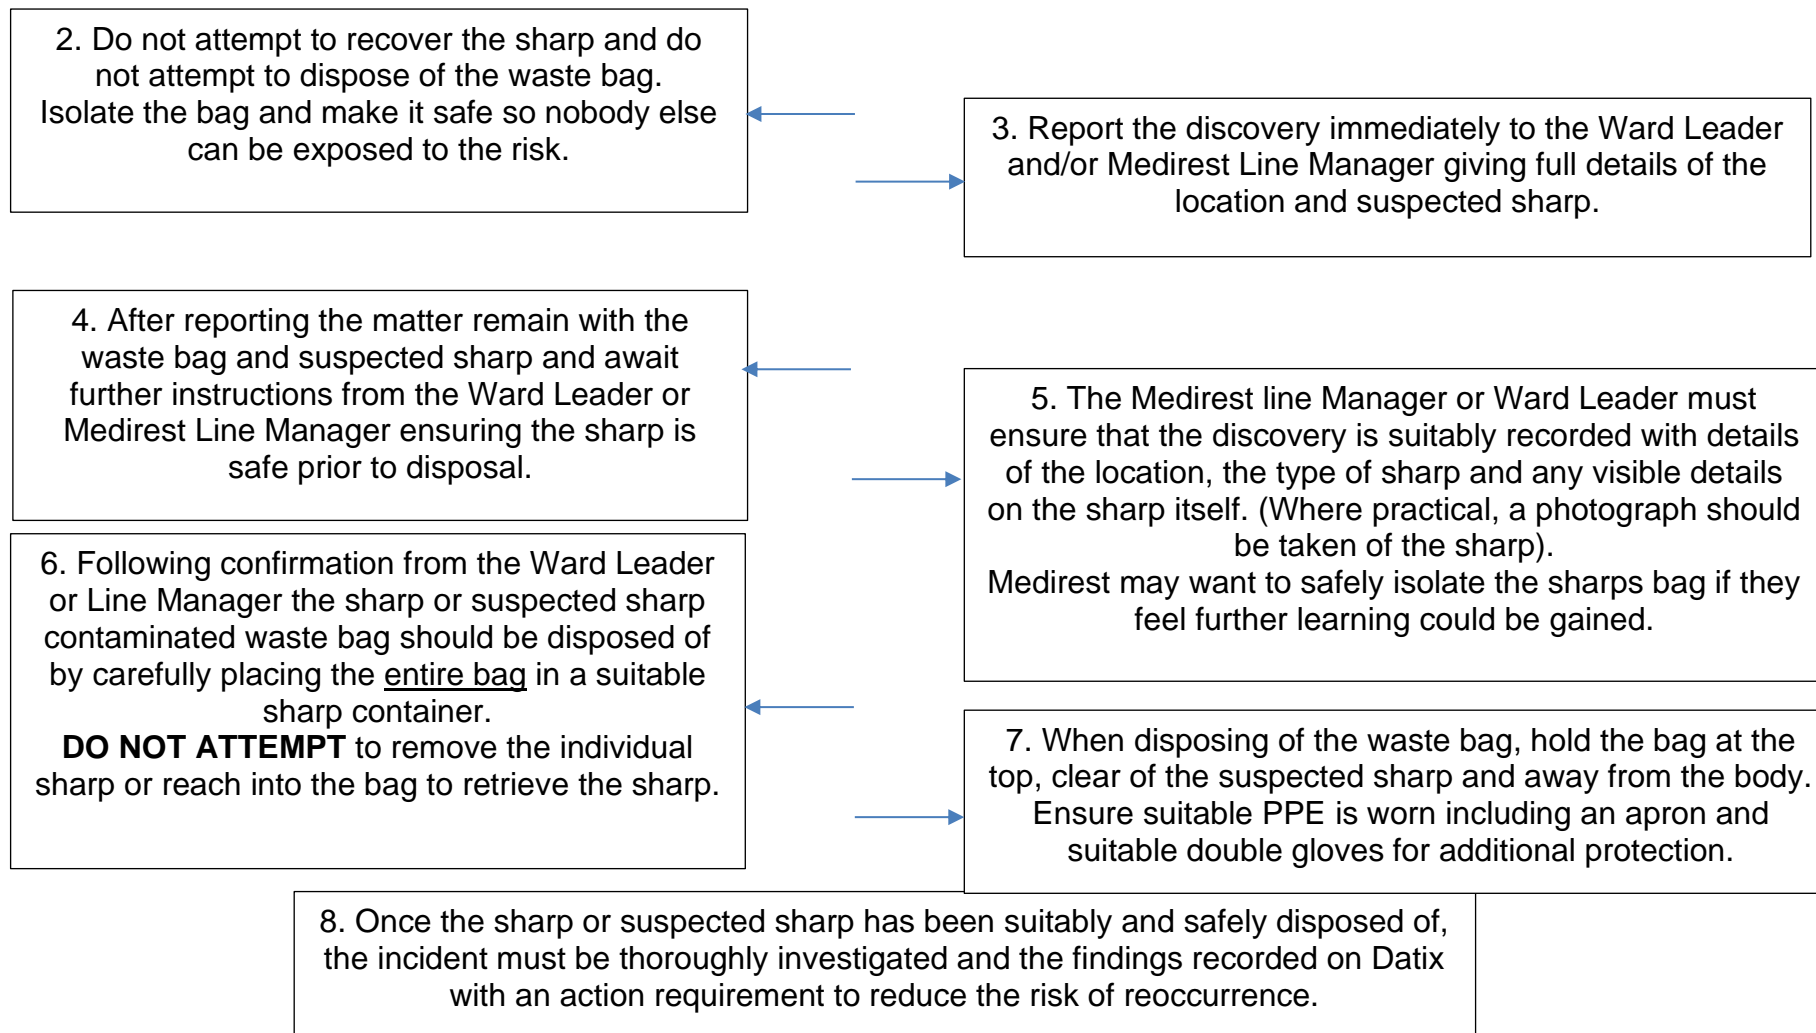 2. Do not attempt to recover the sharp and do
not attempt to dispose of the waste bag.
Isolate the bag and make it safe so nobody else
can be exposed to the risk.
3. Report the discovery immediately to the Ward Leader
and/or Medirest Line Manager giving full details of the
location and suspected sharp.
4. After reporting the matter remain with the
waste bag and suspected sharp and await
further instructions from the Ward Leader or
Medirest Line Manager ensuring the sharp is
safe prior to disposal.
5. The Medirest line Manager or Ward Leader must
ensure that the discovery is suitably recorded with details
of the location, the type of sharp and any visible details
on the sharp itself. (Where practical, a photograph should
be taken of the sharp).
Medirest may want to safely isolate the sharps bag if they
feel further learning could be gained.
6. Following confirmation from the Ward Leader
or Line Manager the sharp or suspected sharp
contaminated waste bag should be disposed of
by carefully placing the entire bag in a suitable
sharp container.
DO NOT ATTEMPT to remove the individual
sharp or reach into the bag to retrieve the sharp.
7. When disposing of the waste bag, hold the bag at the
top, clear of the suspected sharp and away from the body.
Ensure suitable PPE is worn including an apron and
suitable double gloves for additional protection.
8. Once the sharp or suspected sharp has been suitably and safely disposed of,
the incident must be thoroughly investigated and the findings recorded on Datix
with an action requirement to reduce the risk of reoccurrence.